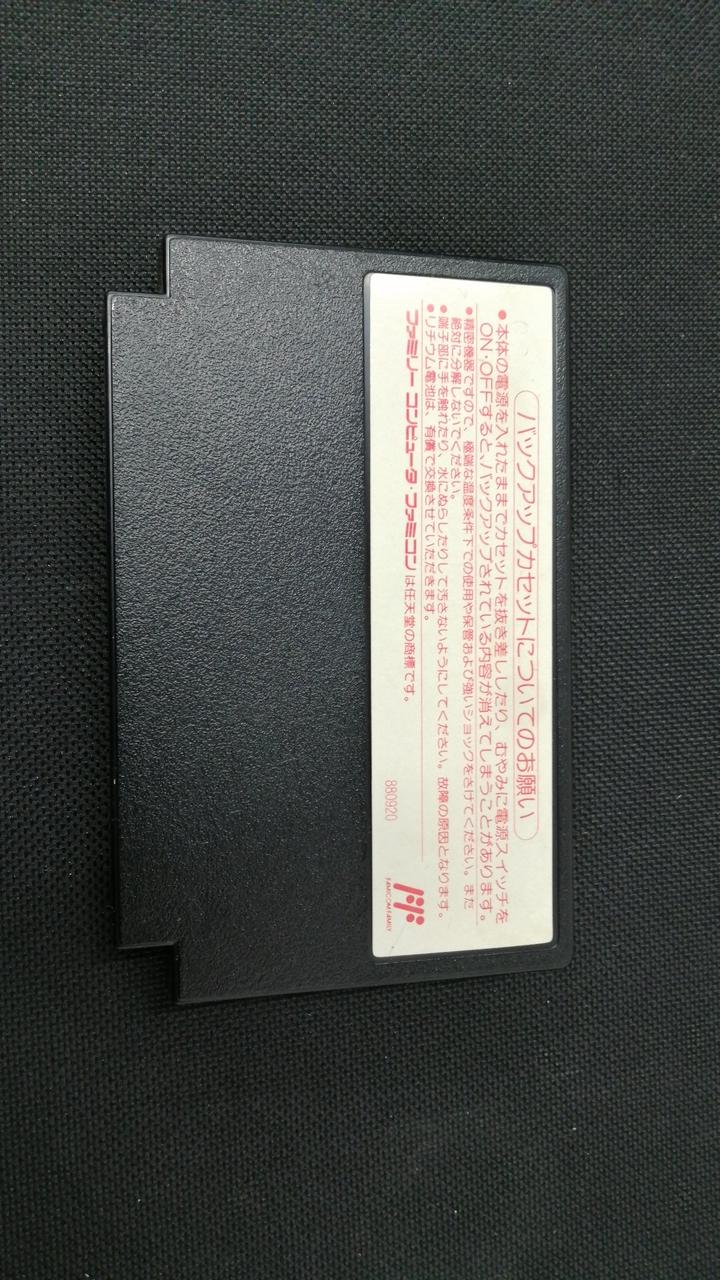 バックアップカセットについてのお願い
●本体の電源を入れたままでカセットを抜き差ししたり、むやみに電源スイッチを
ON・OFFすると、バックアップされている内容が消えてしまうことがあります。
●精密機器ですので、極端な温度条件下での使用や保管および強いショックをさけてください。また
絶対に分解しないでください。
●端子部に手を触れたり、水にぬらしたりして汚さないようにしてください。故障の原因となります。
●リチウム電池は、有償で交換させていただきます。
ファミリーコンピュータ・ファミコンは任天堂の商標です。
880920
FAMICOM FAMILY